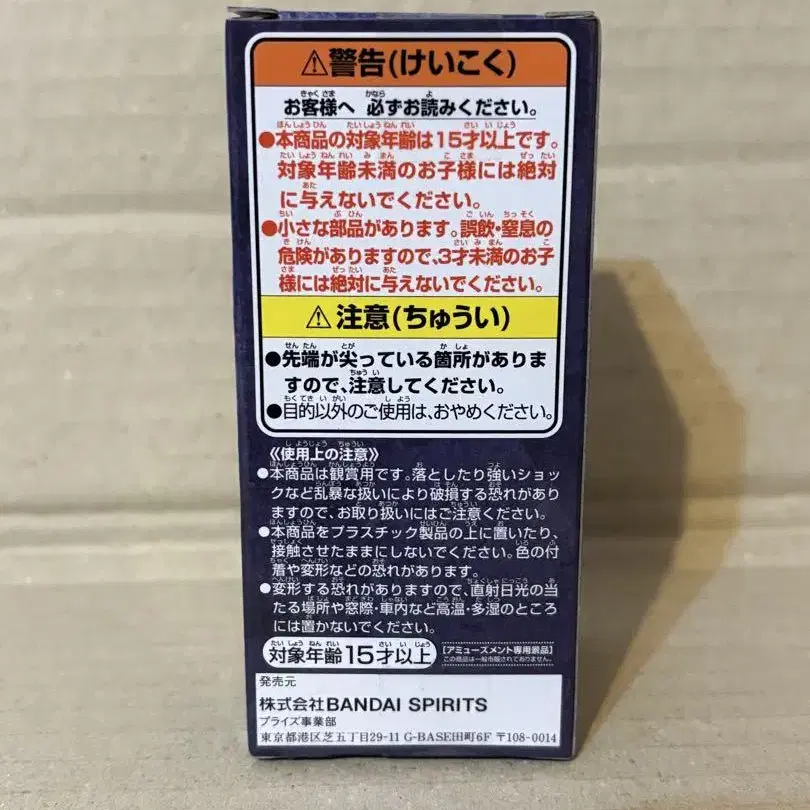 ⚠警告(けいこく)
お客様へ 必ずお読みください。
●本商品の対象年齢は15才以上です。
対象年齢未満のお子様には絶対
に与えないでください。
●小さな部品があります。誤飲・窒息の
危険がありますので、3才未満のお子
様には絶対に与えないでください。
⚠注意(ちゅうい)
●先端が尖っている箇所がありま
すので、注意してください。
●目的以外のご使用は、おやめください。
《使用上の注意》
●本商品は観賞用です。落としたり強いショッ
クなど乱暴な扱いにより破損する恐れがあり
ますので、お取り扱いにはご注意ください。
●本商品をプラスチック製品の上に置いたり、
接触させたままにしないでください。色の付
着や変形などの恐れがあります。
●変形する恐れがありますので、直射日光の当
たる場所や窓際・車内など高温・多湿のところ
には置かないでください。
対象年齢15才以上
【アミューズメント専用景品】
この商品は一般市販されておりません。
発売元
株式会社BANDAI SPIRITS
プライズ事業部
東京都港区芝五丁目29-11 G-BASE田町6F 〒108-0014